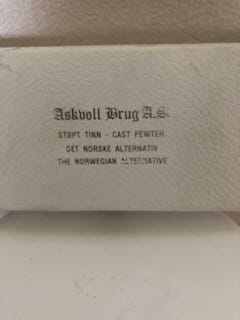 Askvoll Brug A.S.
STØPT TINN - CAST PEWTER
DET NORSKE ALTERNATIV
THE NORWEGIAN ALTERNATIVE